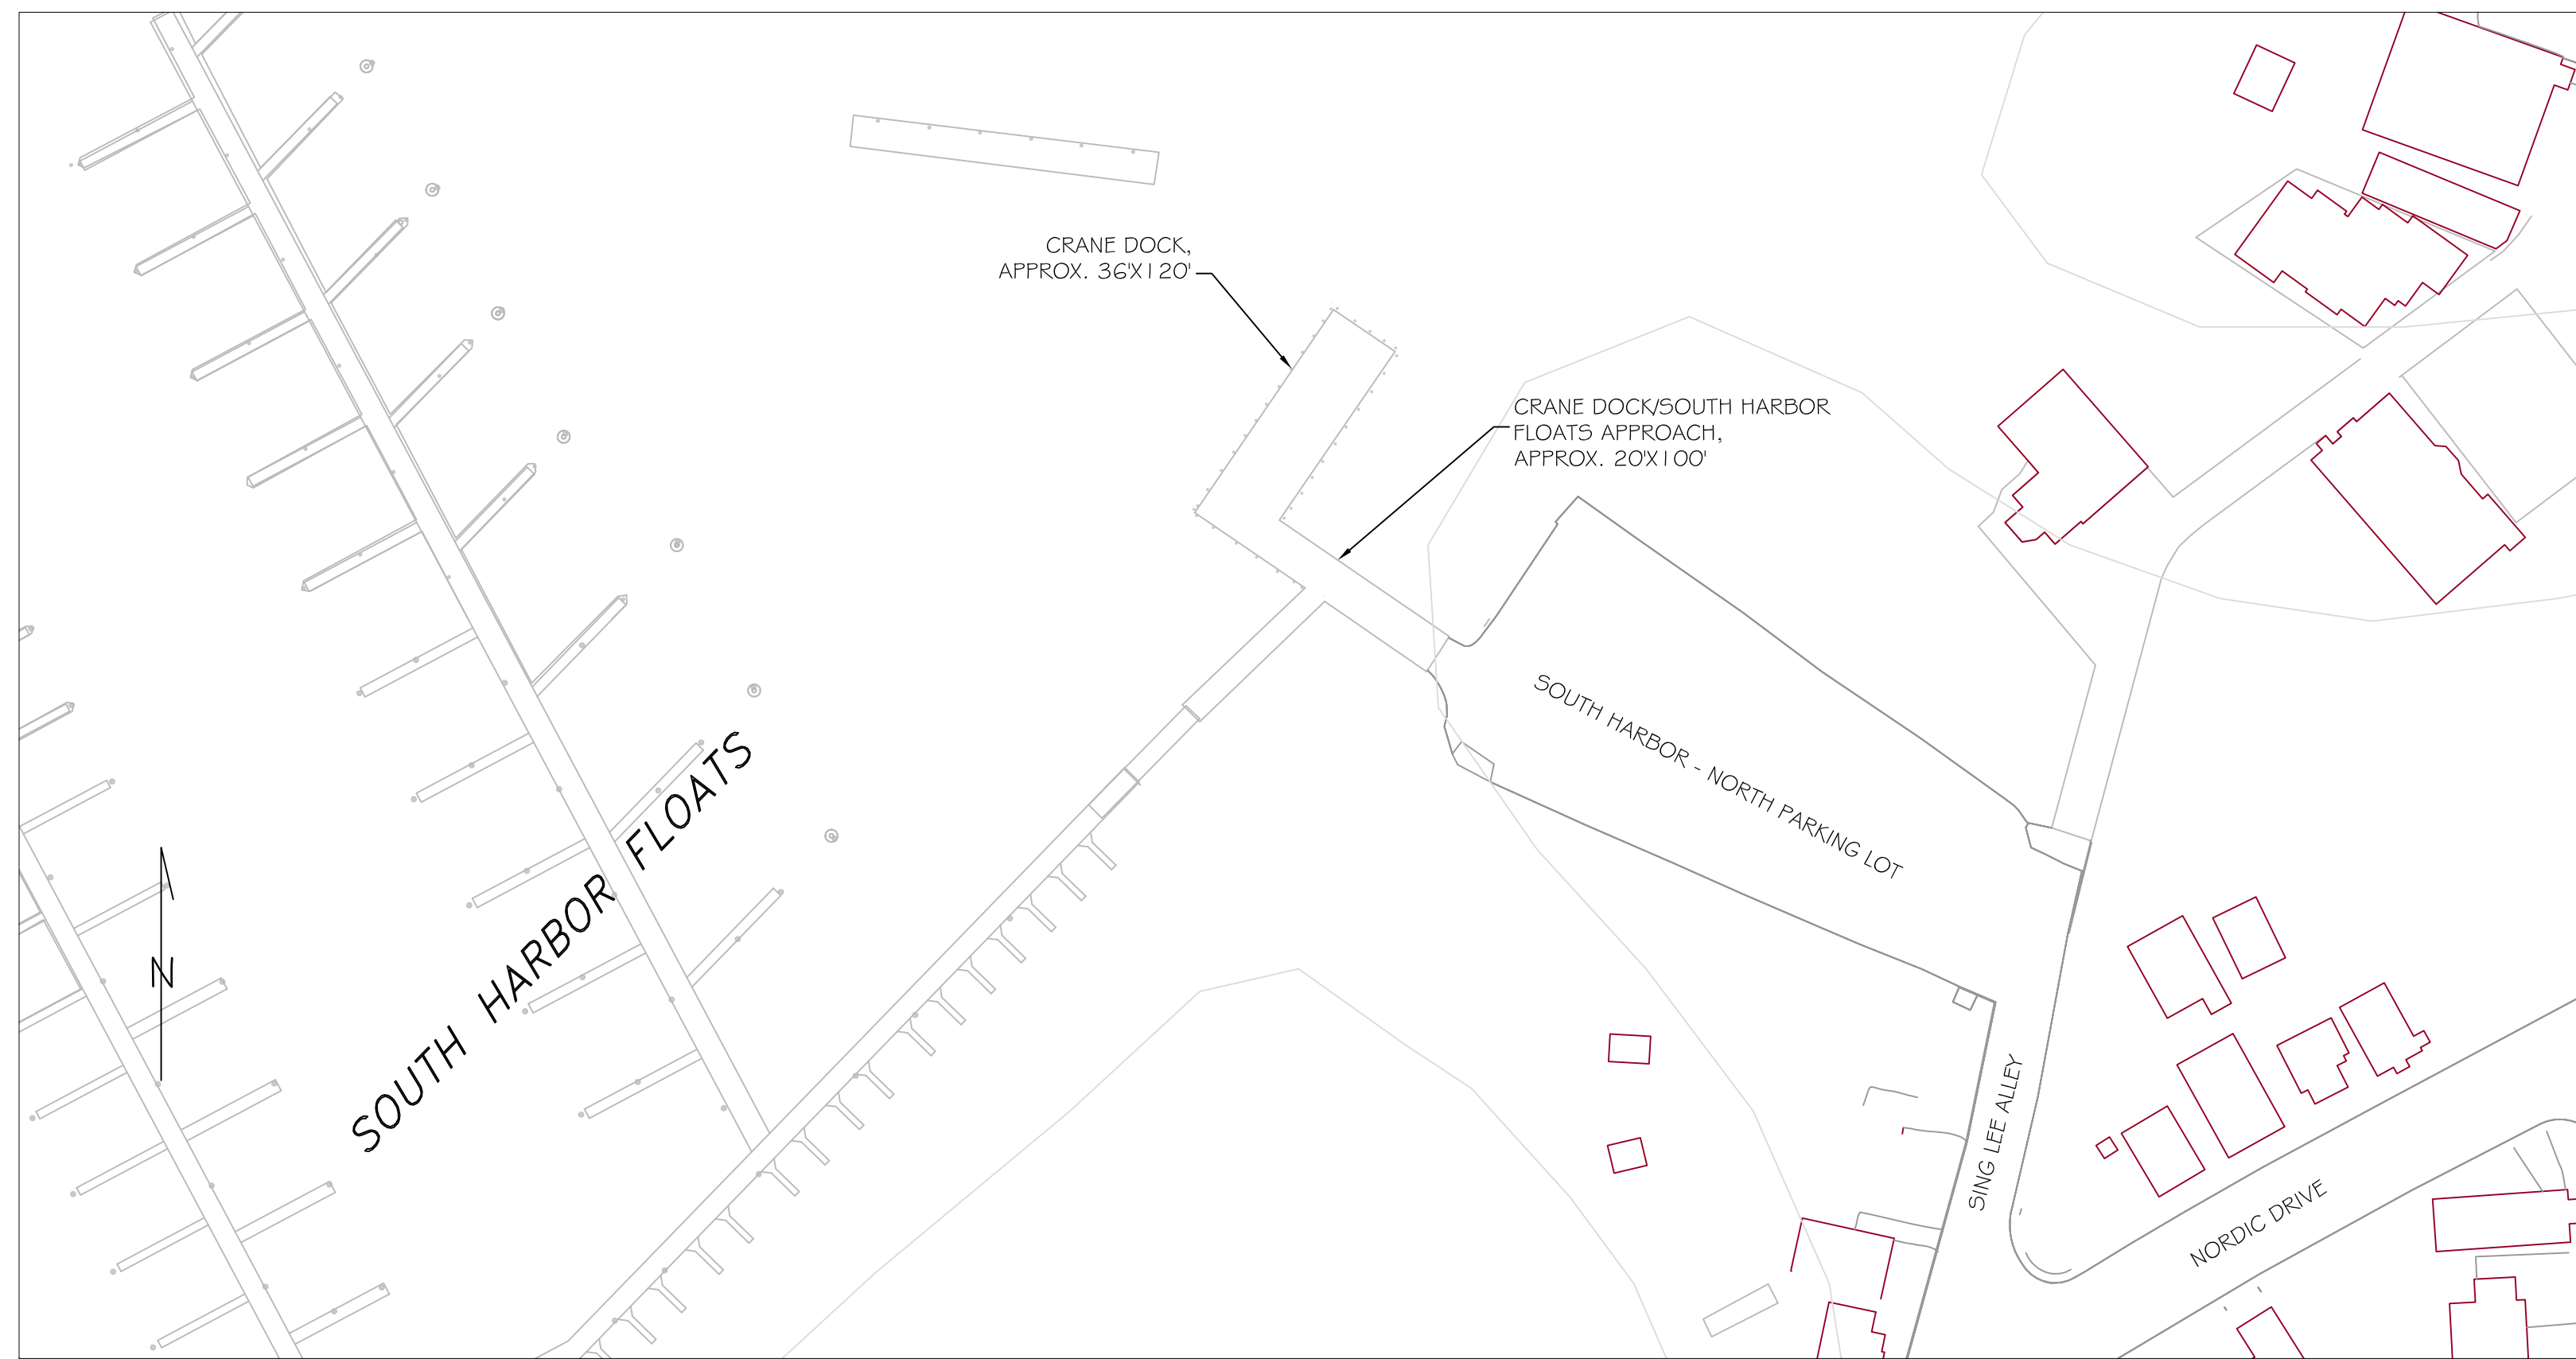 CRANE DOCK,
APPROX. 36'X120'
CRANE DOCK/SOUTH HARBOR
FLOATS APPROACH,
APPROX. 20'X100'
SOUTH HARBOR - NORTH PARKING LOT
SOUTH HARBOR FLOATS
N
SING LEE ALLEY
NORDIC DRIVE